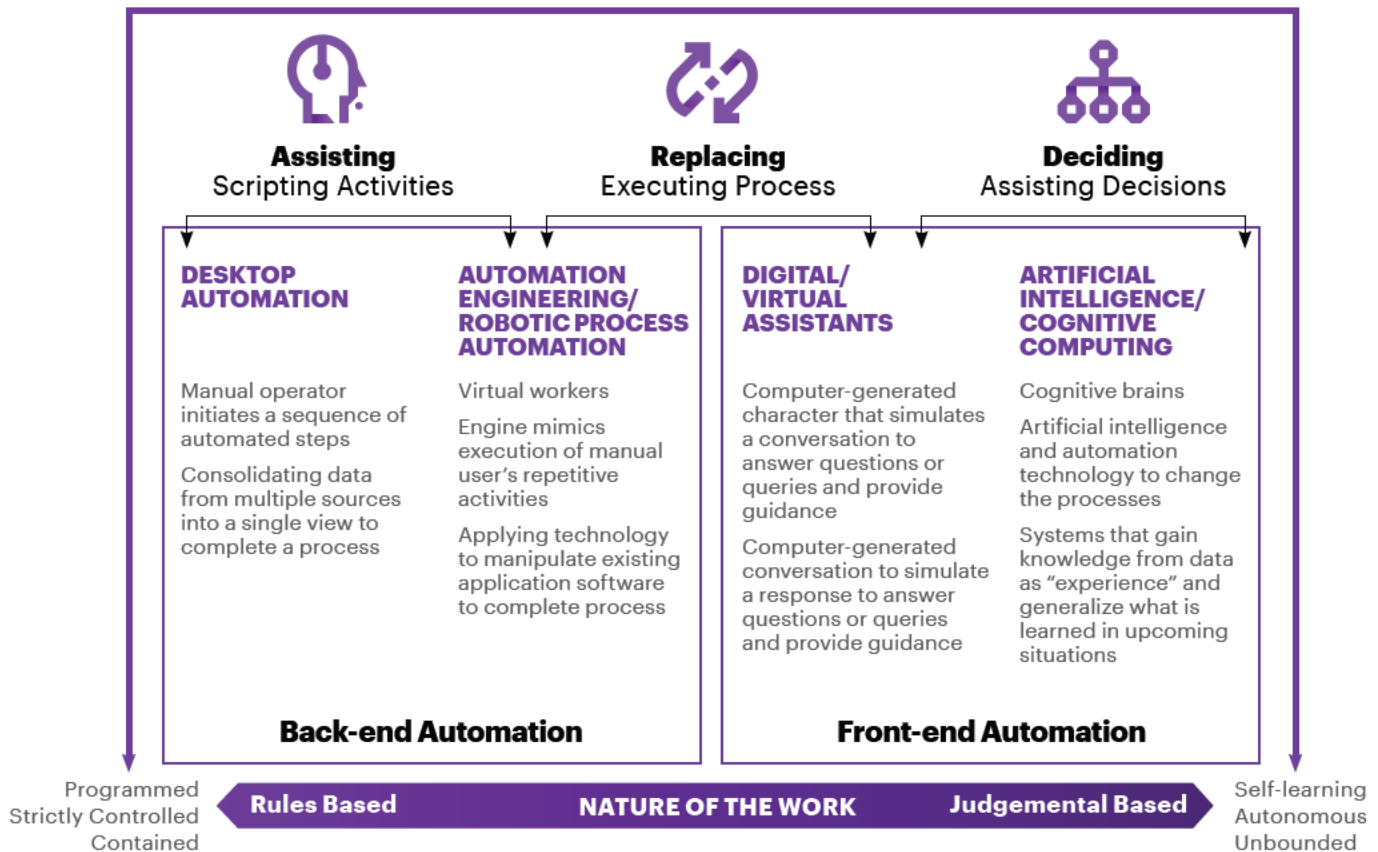 Assisting
Scripting Activities
Replacing
Executing Process
Deciding
Assisting Decisions
DESKTOP
AUTOMATION
Manual operator
initiates a sequence of
automated steps
Consolidating data
from multiple sources
into a single view to
complete a process
AUTOMATION
ENGINEERING/
ROBOTIC PROCESS
AUTOMATION
Virtual workers
Engine mimics
execution of manual
user’s repetitive
activities
Applying technology
to manipulate existing
application software
to complete process
Back-end Automation
DIGITAL/
VIRTUAL
ASSISTANTS
Computer-generated
character that simulates
a conversation to
answer questions or
queries and provide
guidance
Computer-generated
conversation to simulate
a response to answer
questions or queries
and provide guidance
ARTIFICIAL
INTELLIGENCE/
COGNITIVE
COMPUTING
Cognitive brains
Artificial intelligence
and automation
technology to change
the processes
Systems that gain
knowledge from data
as “experience” and
generalize what is
learned in upcoming
situations
Front-end Automation
Programmed
Strictly Controlled
Contained
Rules Based
NATURE OF THE WORK
Judgemental Based
Self-learning
Autonomous
Unbounded